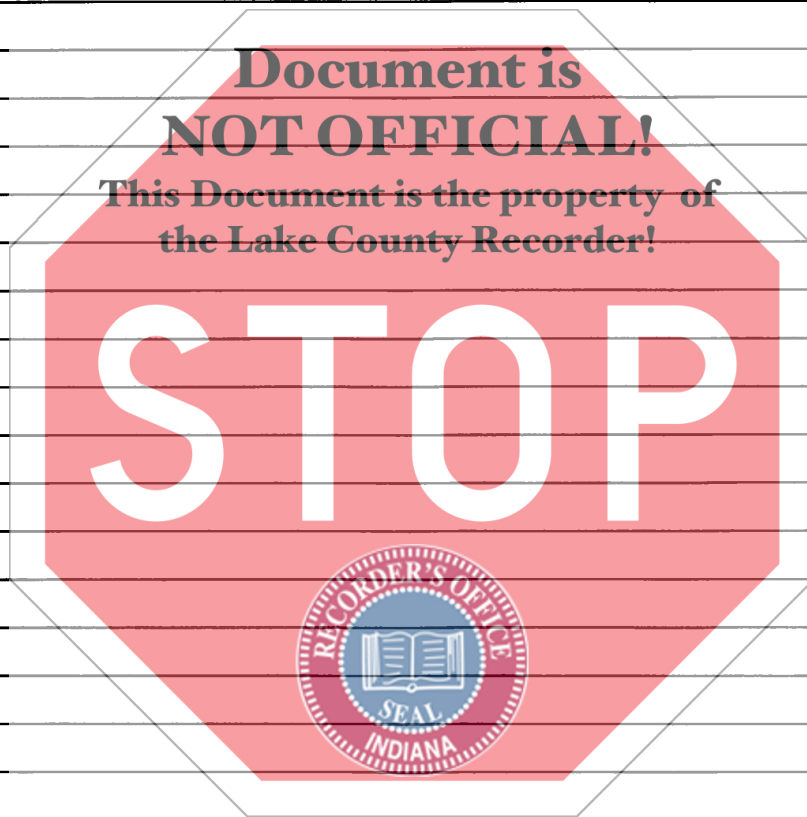 Document is
NOT OFFICIAL!
This Document is the property of
the Lake County Recorder!
STOP
RECORDER'S OFFICE
SEAL
INDIANA